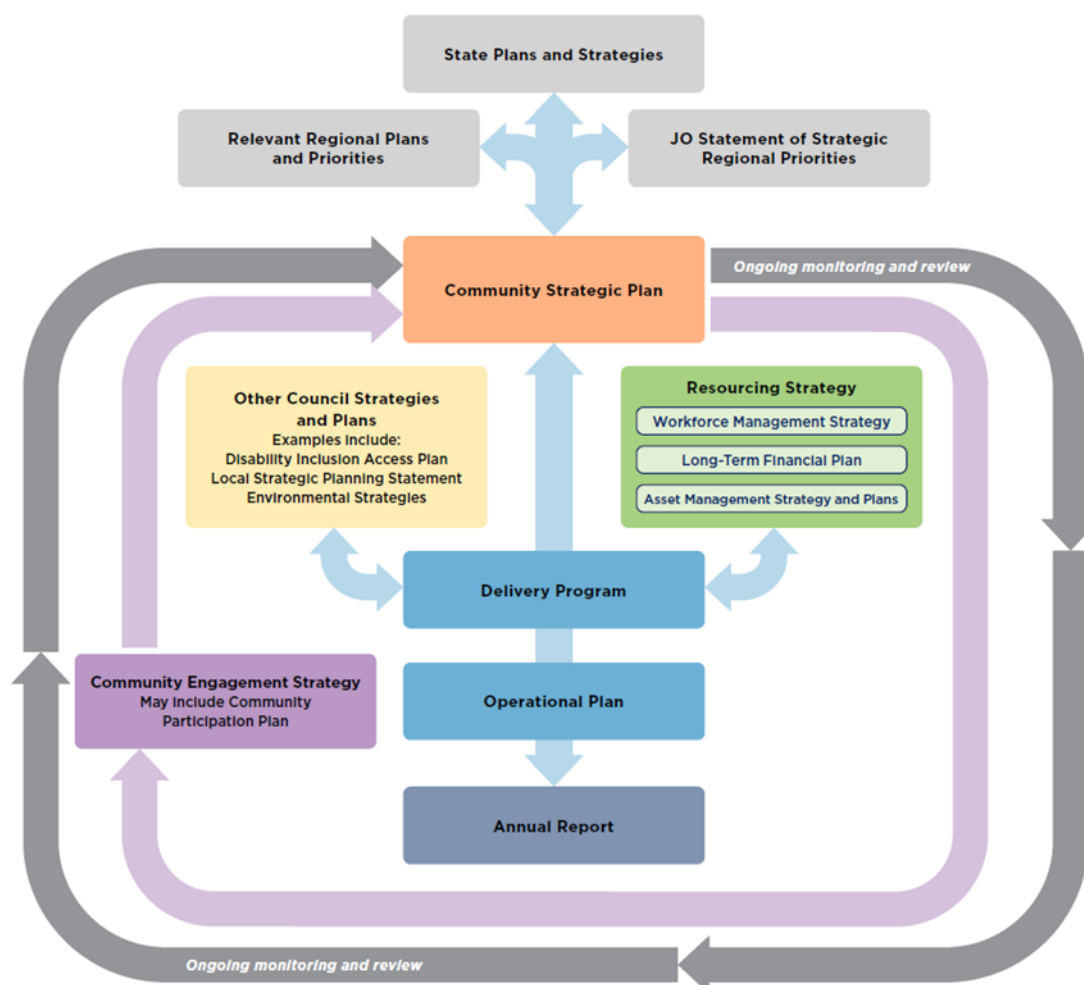 State Plans and Strategies
Relevant Regional Plans
and Priorities
JO Statement of Strategic
Regional Priorities
Ongoing monitoring and review
Community Strategic Plan
Other Council Strategies
and Plans
Examples Include:
Disability Inclusion Access Plan
Local Strategic Planning Statement
Environmental Strategies
Resourcing Strategy
Workforce Management Strategy
Long-Term Financial Plan
Asset Management Strategy and Plans
Delivery Program
Community Engagement Strategy
May Include Community
Participation Plan
Operational Plan
Annual Report
Ongoing monitoring and review